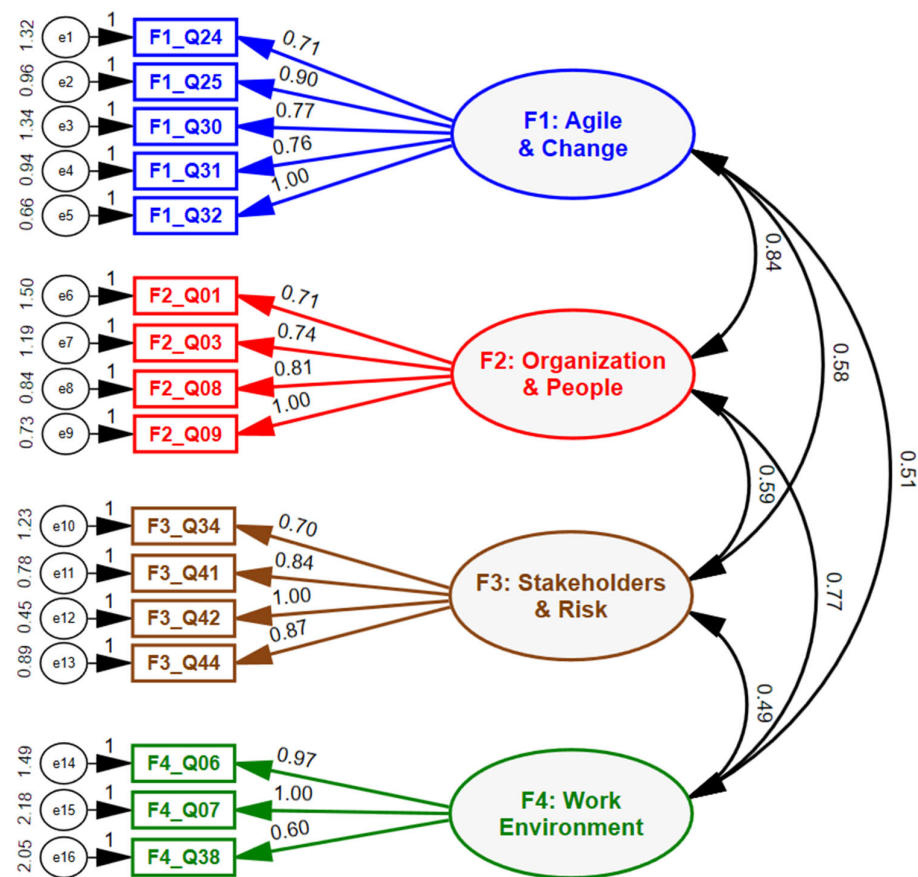 1.32 e1 1 F1_Q24 0.71
0.96 e2 1 F1_Q25 0.90
1.34 e3 1 F1_Q30 0.77
0.94 e4 1 F1_Q31 0.76
0.66 e5 1 F1_Q32 1.00
F1: Agile
& Change
1.50 e6 1 F2_Q01 0.71
1.19 e7 1 F2_Q03 0.74
0.84 e8 1 F2_Q08 0.81
0.73 e9 1 F2_Q09 1.00
F2: Organization
& People
1.23 e10 1 F3_Q34 0.70
0.78 e11 1 F3_Q41 0.84
0.45 e12 1 F3_Q42 1.00
0.89 e13 1 F3_Q44 0.87
F3: Stakeholders
& Risk
1.49 e14 1 F4_Q06 0.97
2.18 e15 1 F4_Q07 1.00
2.05 e16 1 F4_Q38 0.60
F4: Work
Environment
0.84
0.58
0.51
0.59
0.77
0.49